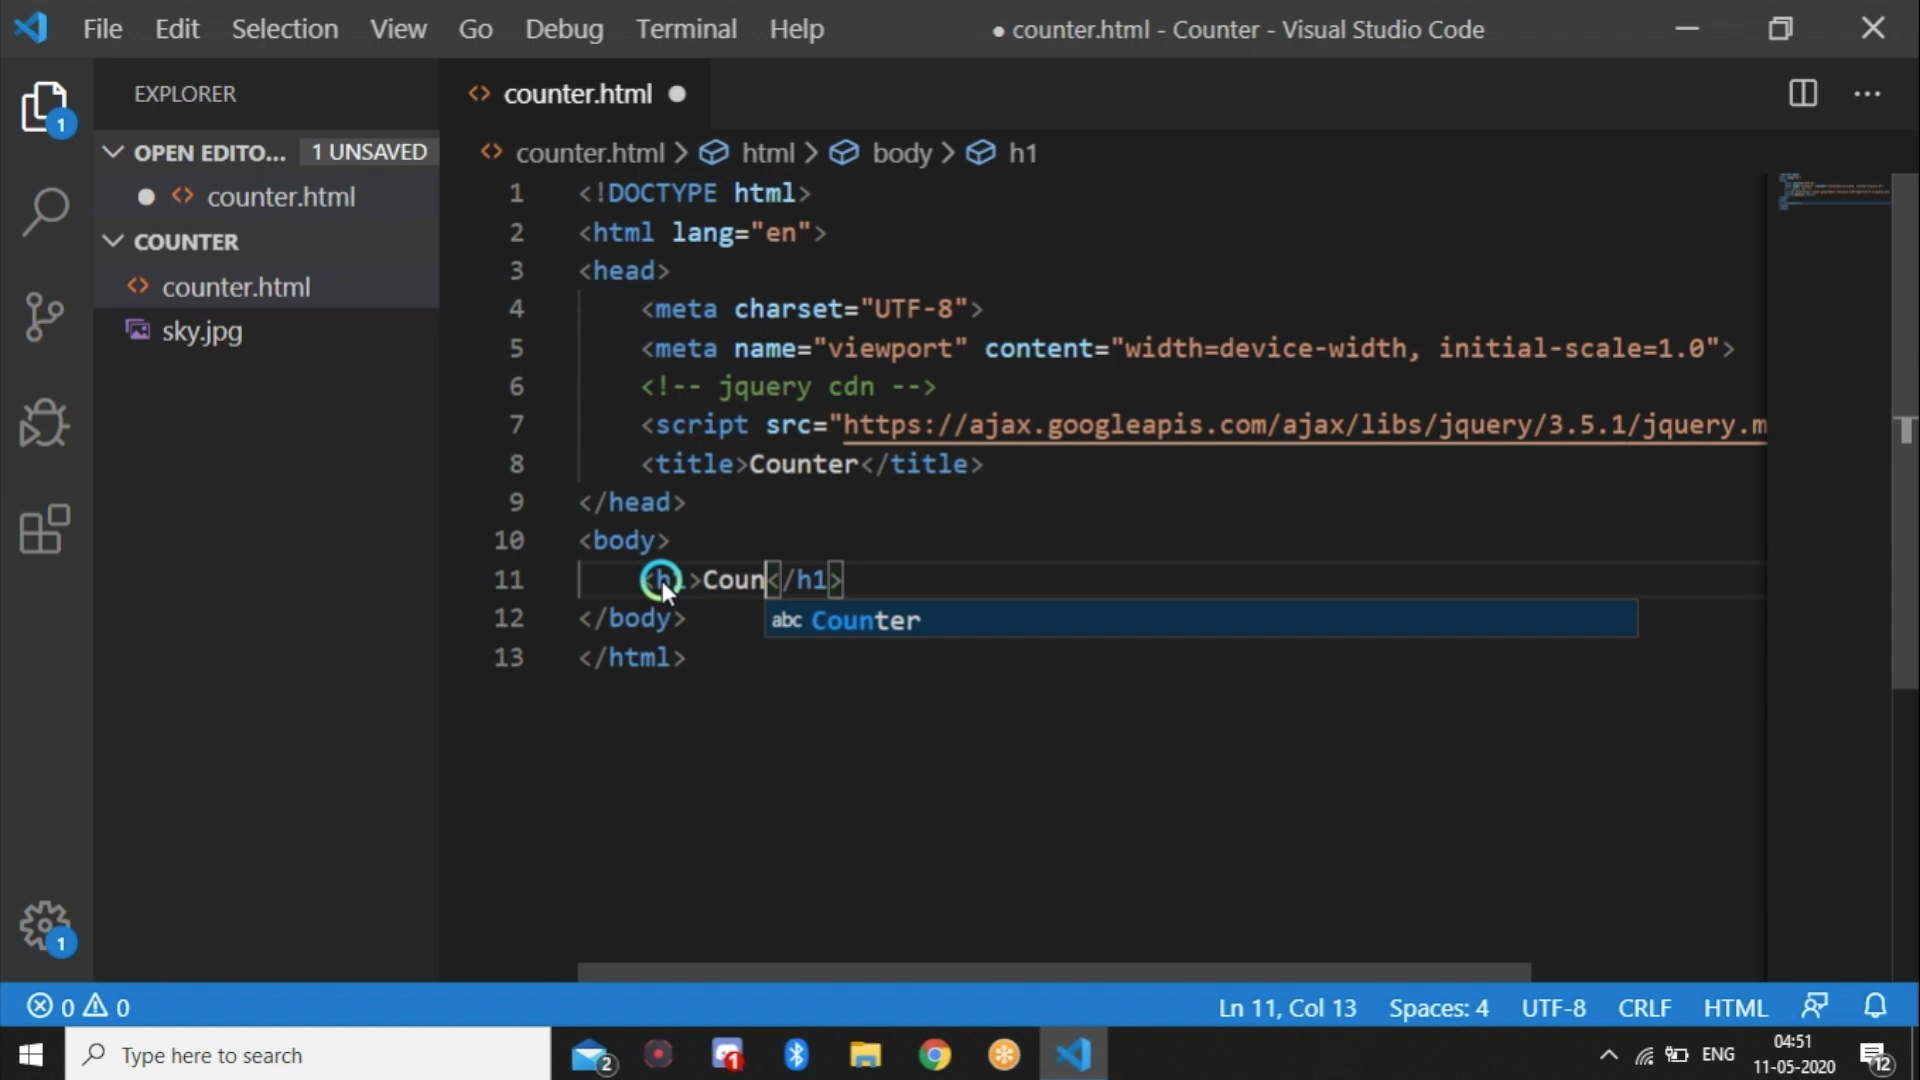 File Edit Selection View Go Debug Terminal Help
● counter.html - Counter - Visual Studio Code
EXPLORER
OPEN EDITO... 1 UNSAVED
counter.html
COUNTER
counter.html
sky.jpg
1
1
counter.html
counter.html > html > body > h1
1 <!DOCTYPE html>
2 <html lang="en">
3 <head>
4 <meta charset="UTF-8">
5 <meta name="viewport" content="width=device-width, initial-scale=1.0">
6 <!-- jquery cdn -->
7 <script src="https://ajax.googleapis.com/ajax/libs/jquery/3.5.1/jquery.m
8 <title>Counter</title>
9 </head>
10 <body>
11 <h1>Coun</h1>
abc Counter
12 </body>
13 </html>
0 0
Ln 11, Col 13 Spaces: 4 UTF-8 CRLF HTML
Type here to search
2
1
ENG
04:51
11-05-2020
12